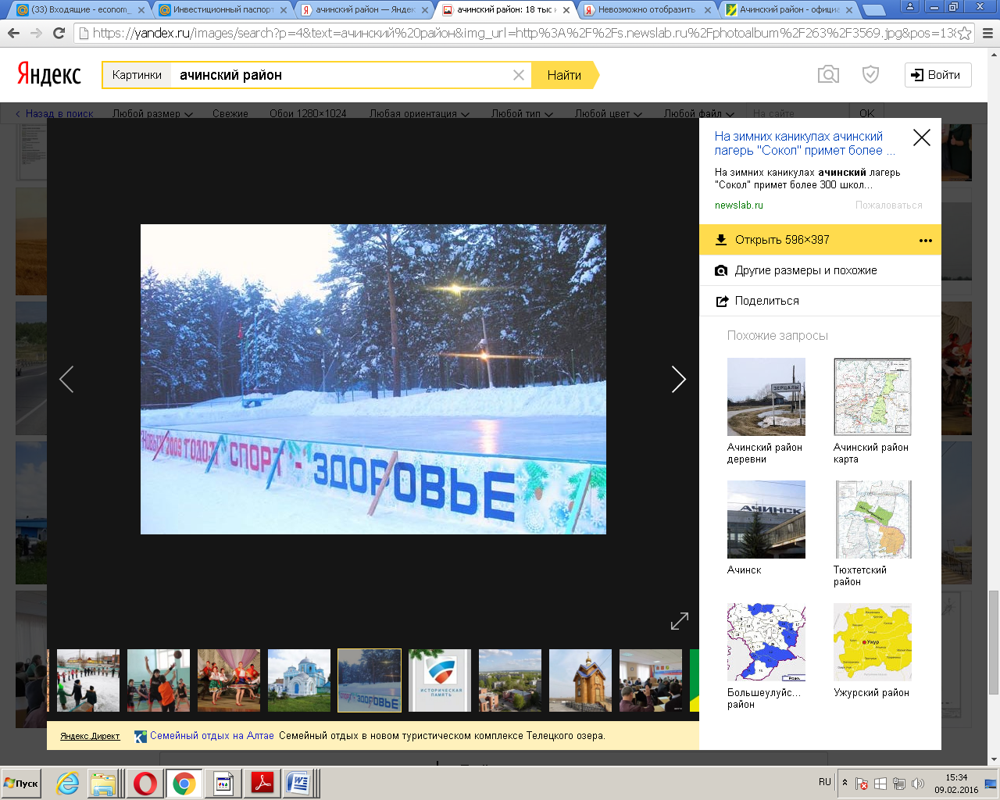 (33) Входящие - econom_
Инвестиционный паспорт
ачинский район — Яндек
ачинский район: 18 тыс
Невозможно отобразить
Ачинский район - официа
https://yandex.ru/images/search?p=4&text=ачинский%20район&img_url=http%3A%2F%2Fs.newslab.ru%2Fphotoalbum%2F263%2F3569.jpg&pos=13
Яндекс
Картинки
ачинский район
Найти
Войти
Назад в поиск
Любой размер
Свежие
Обои 1280×1024
Любая ориентация
Любой тип
Любой цвет
Любой файл
На сайте
OK
На зимних каникулах ачинский
лагерь "Сокол" примет более ...
На зимних каникулах ачинский лагерь
"Сокол" примет более 300 школ...
newslab.ru
Пожаловаться
Открыть 596×397
Другие размеры и похожие
Поделиться
Похожие запросы
ЗЕРЦАЛЫ
Ачинский район
деревни
Ачинский район
карта
АЧИНСК
Ачинск
Тюхтетский
район
Большеулуйс...
район
Ужур
Ужурский район
НОВЫМ 2009 ГОДОМ СПОРТ - ЗДОРОВЬЕ
ЗДОРОВЬЕ
ИСТОРИЧЕСКАЯ
ПАМЯТЬ
Яндекс.Директ
Семейный отдых на Алтае Семейный отдых в новом туристическом комплексе Телецкого озера.
Пуск
RU
15:34
09.02.2016